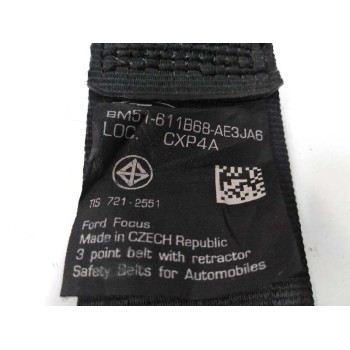 BM51-611B68-AE3JA6
LOC. CXP4A
TIS 721-2551
Ford Focus
Made in CZECH Republic
3 point belt with retractor
Safety Belts for Automobiles